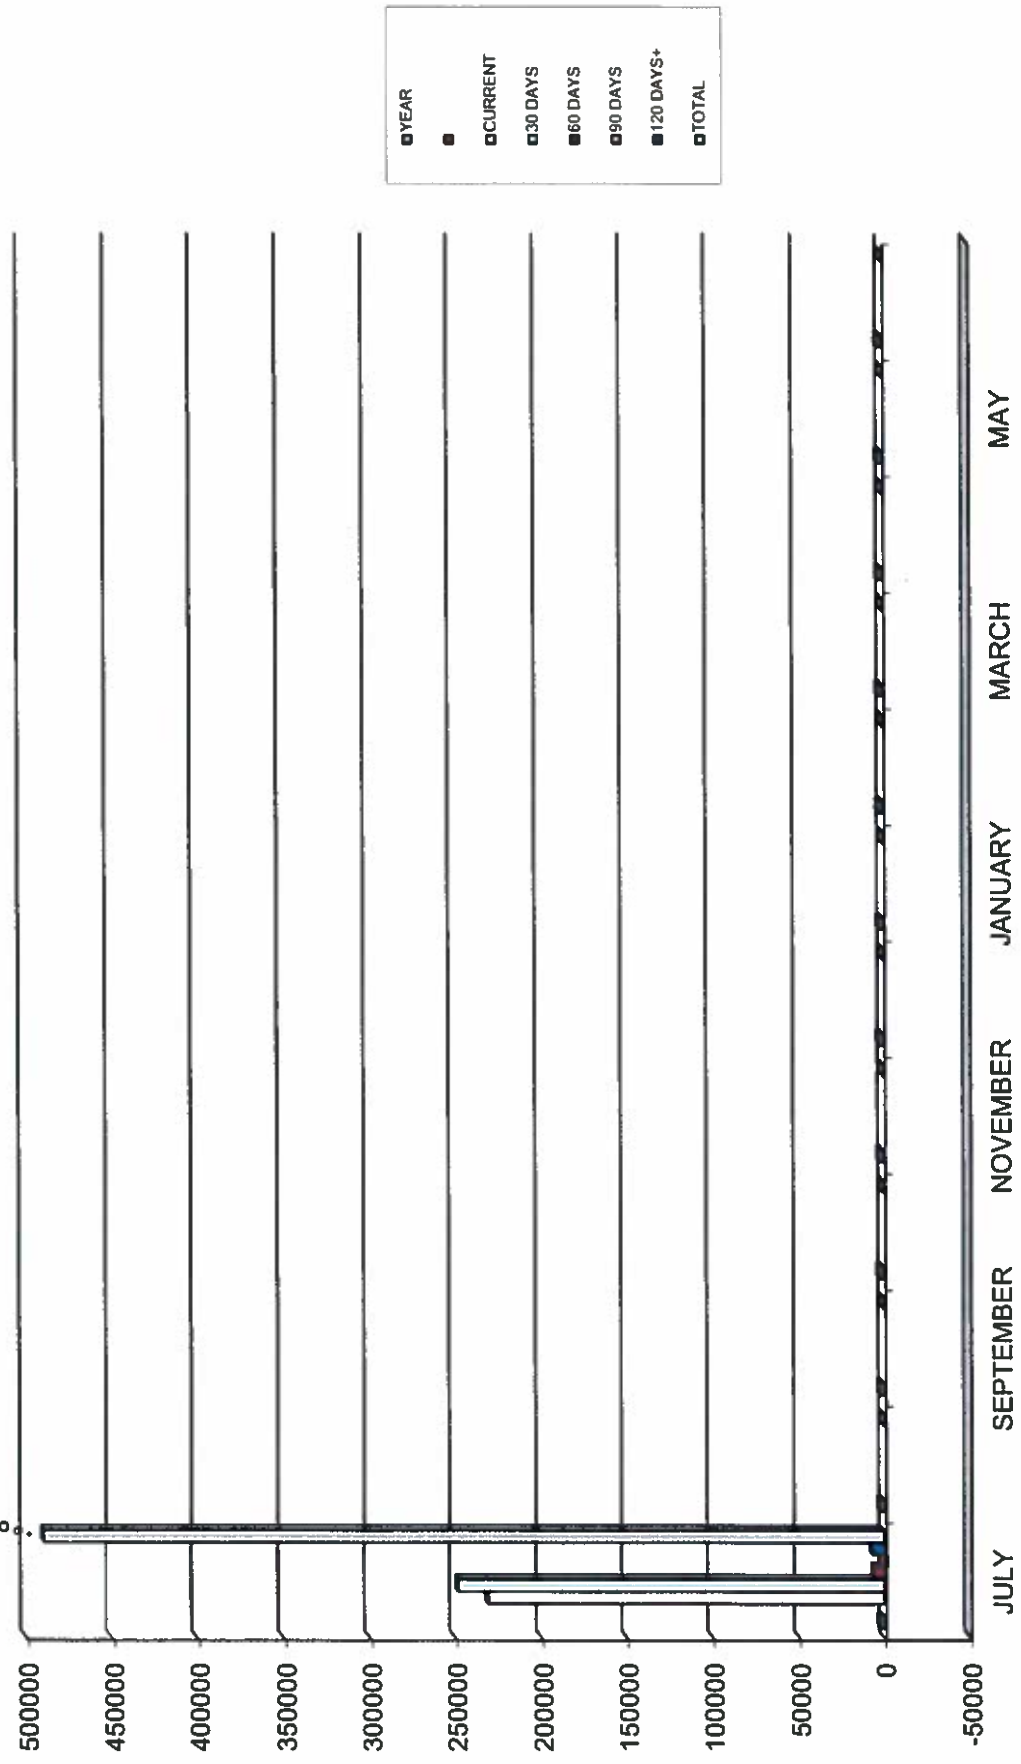 500000
450000
400000
350000
300000
250000
200000
150000
100000
50000
0
-50000
JULY
SEPTEMBER
NOVEMBER
JANUARY
MARCH
MAY
YEAR
CURRENT
30 DAYS
60 DAYS
90 DAYS
120 DAYS+
TOTAL